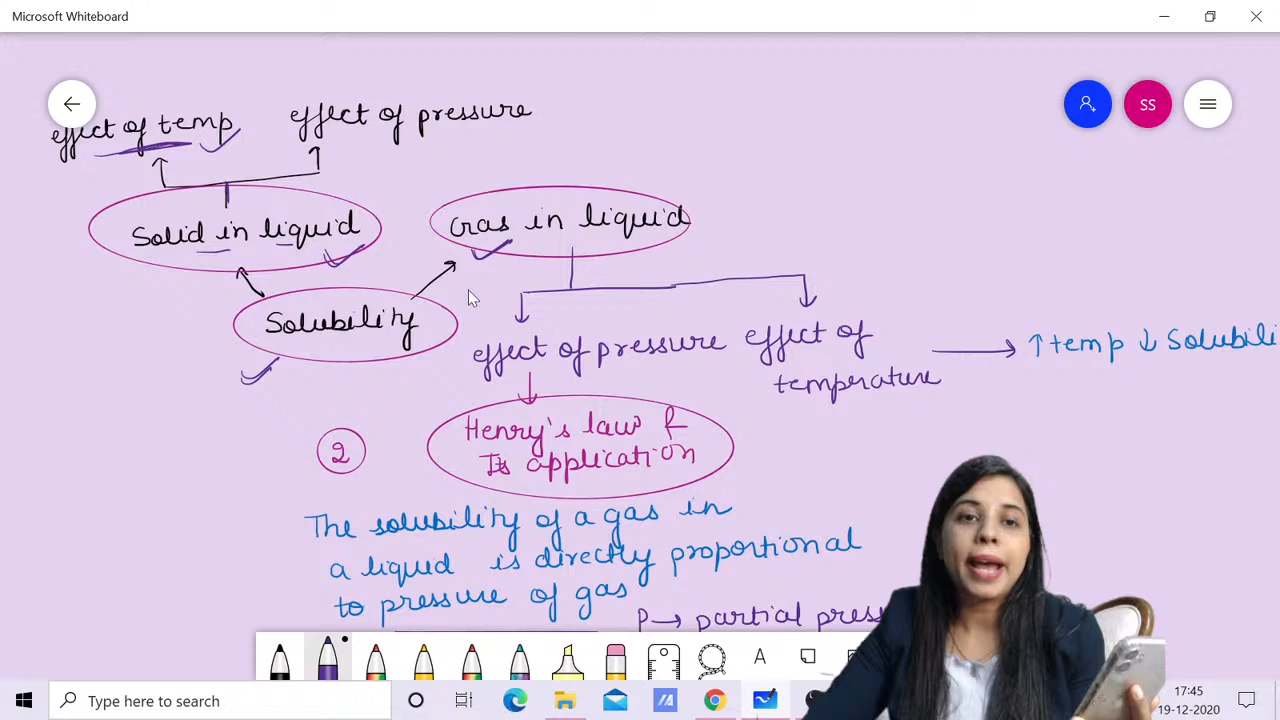 Microsoft Whiteboard
SS
effect of temp
effect of pressure
Solid in liquid
Gas in liquid
Solubility
effect of pressure
effect of
temperature
↑ temp ↓ Solubili
Henry's law &
Its application
2
The solubility of a gas in
a liquid is directly proportional
to pressure of gas
P → partial press
A
Type here to search
17:45
19-12-2020